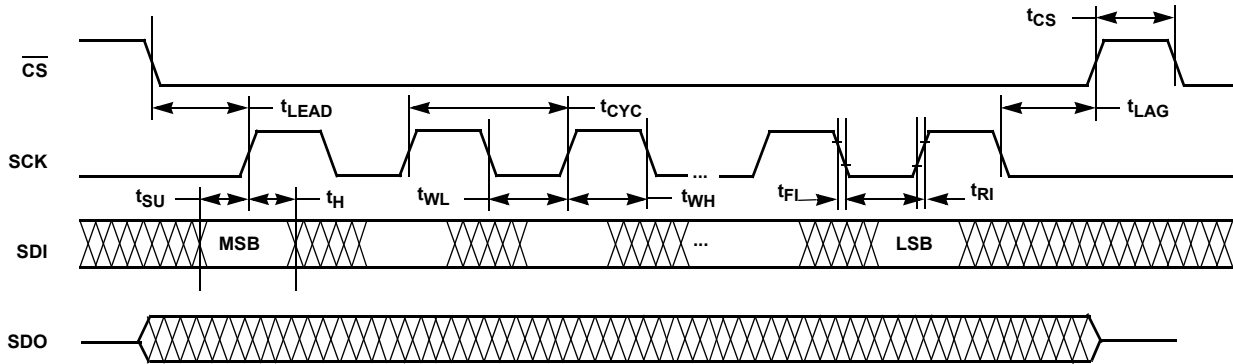 tCS
CS
tLEAD
tCYC
tLAG
SCK
...
tSU
tH
tWL
tWH
tFI
tRI
SDI
MSB
...
LSB
SDO